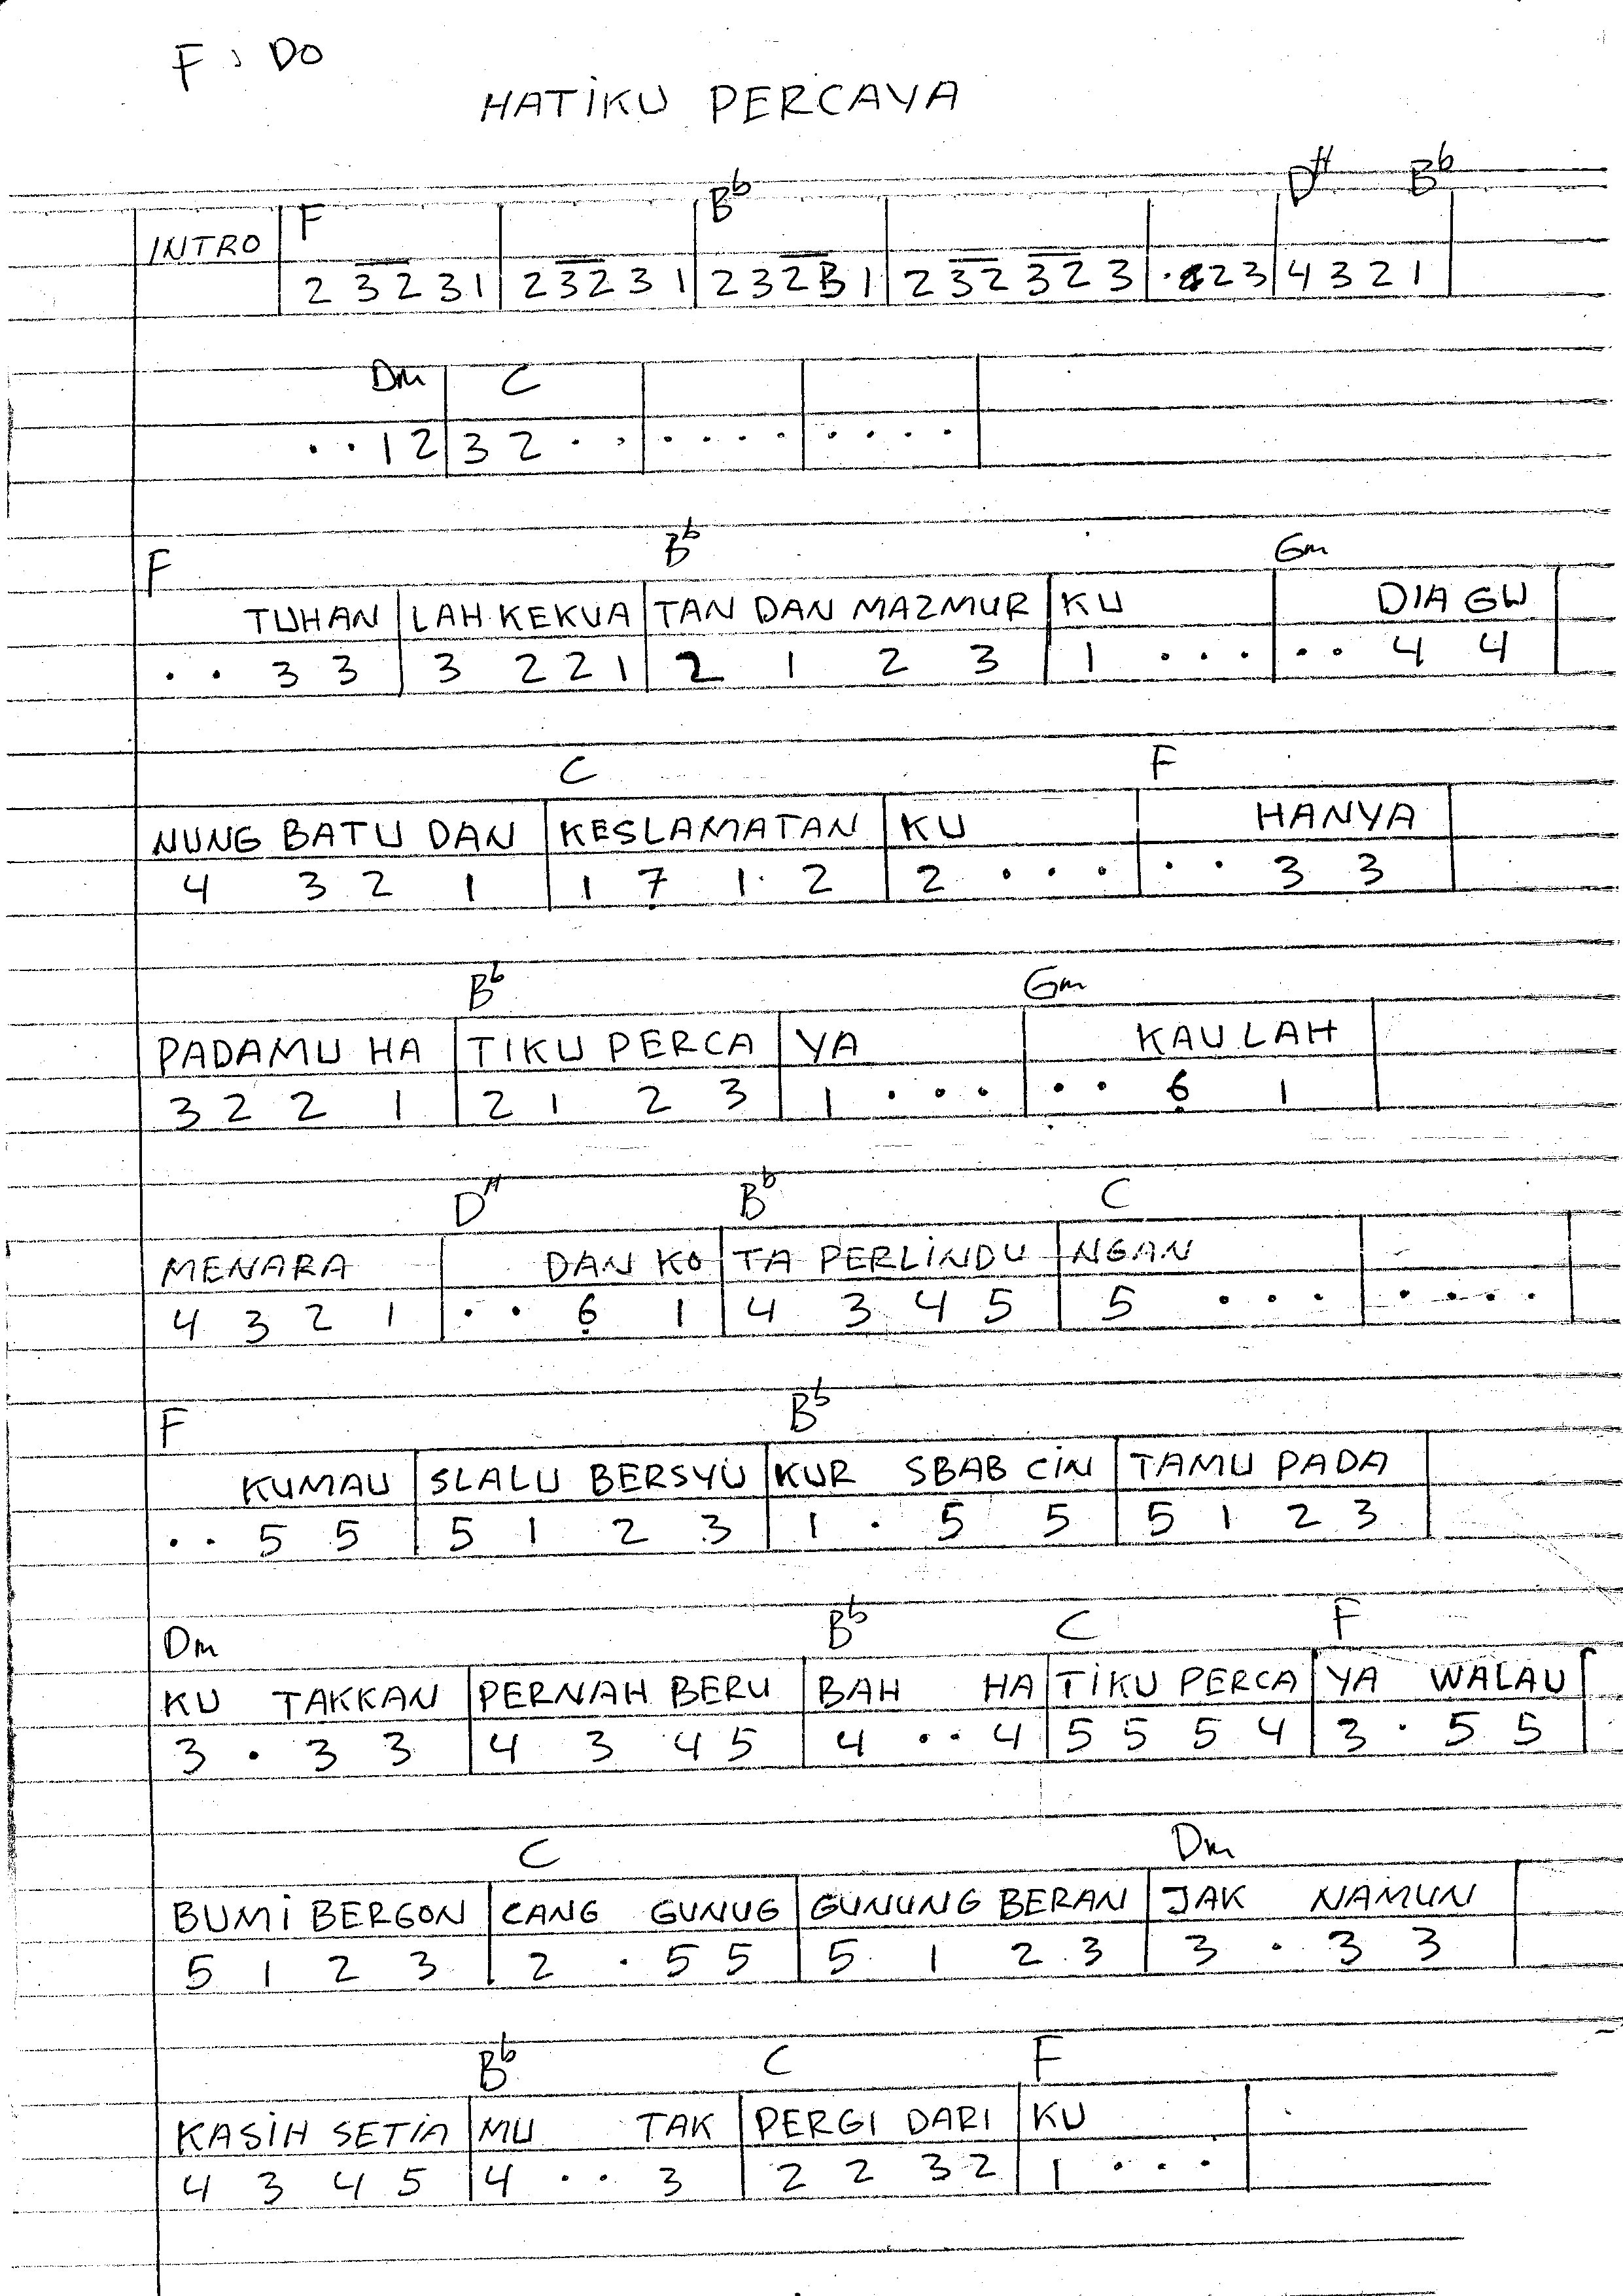 F , DO
HATIKU PERCAYA
D# Bb
F Bb
INTRO
2 3 2 3 1 | 2 3 2 3 1 | 2 3 2 3 1 | 2 3 2 3 2 3 | . 2 3 | 4 3 2 1 |
Dm C
. . 1 2 | 3 2 . . | . . . . | . . . . |
F Bb Gm
TUHAN | LAH KEKUA | TAN DAN MAZMUR | KU | DIA GU |
. . 3 3 | 3 2 2 1 | 2 1 2 3 | 1 . . . | . . 4 4 |
C F
NUNG BATU DAN | KESLAMATAN | KU | HANYA |
4 3 2 1 | 1 7̣ 1 2 | 2 . . . | . . 3 3 |
Bb Gm
PADAMU HA | TIKU PERCA | YA | KAU LAH |
3 2 2 1 | 2 1 2 3 | 1 . . . | . . 6̣ 1 |
D# Bb C
MENARA | DAN KO | TA PERLINDU | NGAN | |
4 3 2 1 | . . 6̣ 1 | 4 3 4 5 | 5 . . . | . . . . |
F Bb
KUMAU | SLALU BERSYU | KUR SBAB CIN | TAMU PADA |
. . 5 5 | 5 1 2 3 | 1 . 5 5 | 5 1 2 3 |
Dm Bb C F
KU TAKKAN | PERNAH BERU | BAH HA | TIKU PERCA | YA WALAU |
3 . 3 3 | 4 3 4 5 | 4 . . 4 | 5 5 5 4 | 3 . 5 5 |
C Dm
BUMI BERGON | CANG GUNUG | GUNUNG BERAN | JAK NAMUN |
5 1 2 3 | 2 . 5 5 | 5 1 2 3 | 3 . 3 3 |
Bb C F
KASIH SETIA | MU TAK | PERGI DARI | KU |
4 3 4 5 | 4 . . 3 | 2 2 3 2 | 1 . . . |